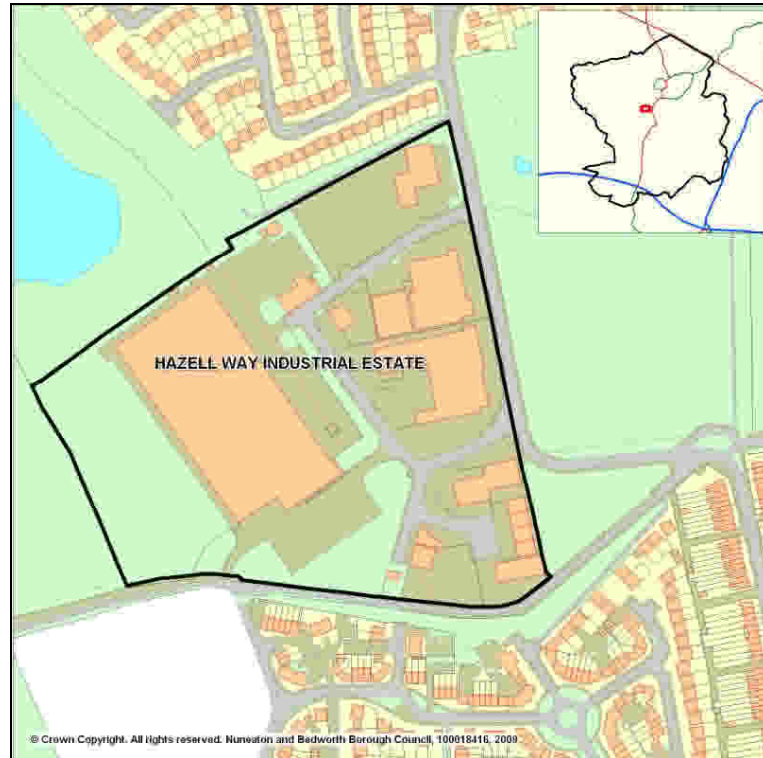 HAZELL WAY INDUSTRIAL ESTATE
© Crown Copyright. All rights reserved. Nuneaton and Bedworth Borough Council, 100018416, 2009